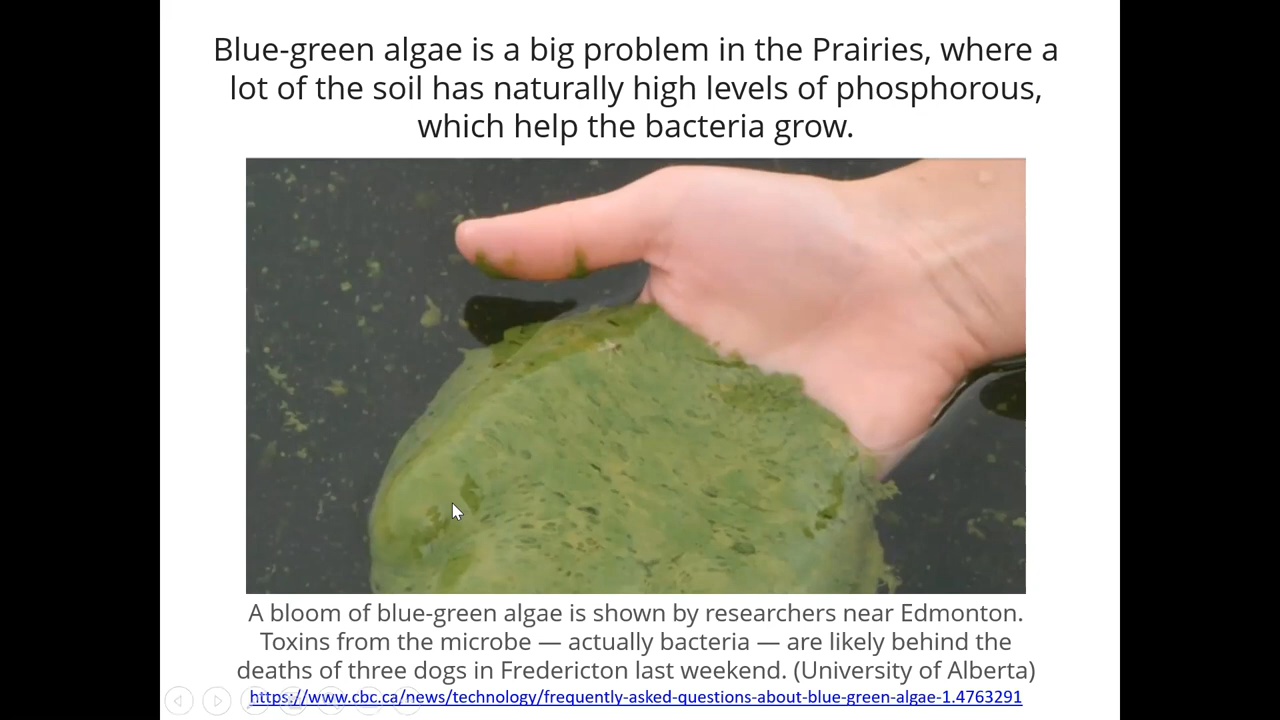 Blue-green algae is a big problem in the Prairies, where a
lot of the soil has naturally high levels of phosphorous,
which help the bacteria grow.
A bloom of blue-green algae is shown by researchers near Edmonton.
Toxins from the microbe — actually bacteria — are likely behind the
deaths of three dogs in Fredericton last weekend. (University of Alberta)
https://www.cbc.ca/news/technology/frequently-asked-questions-about-blue-green-algae-1.4763291